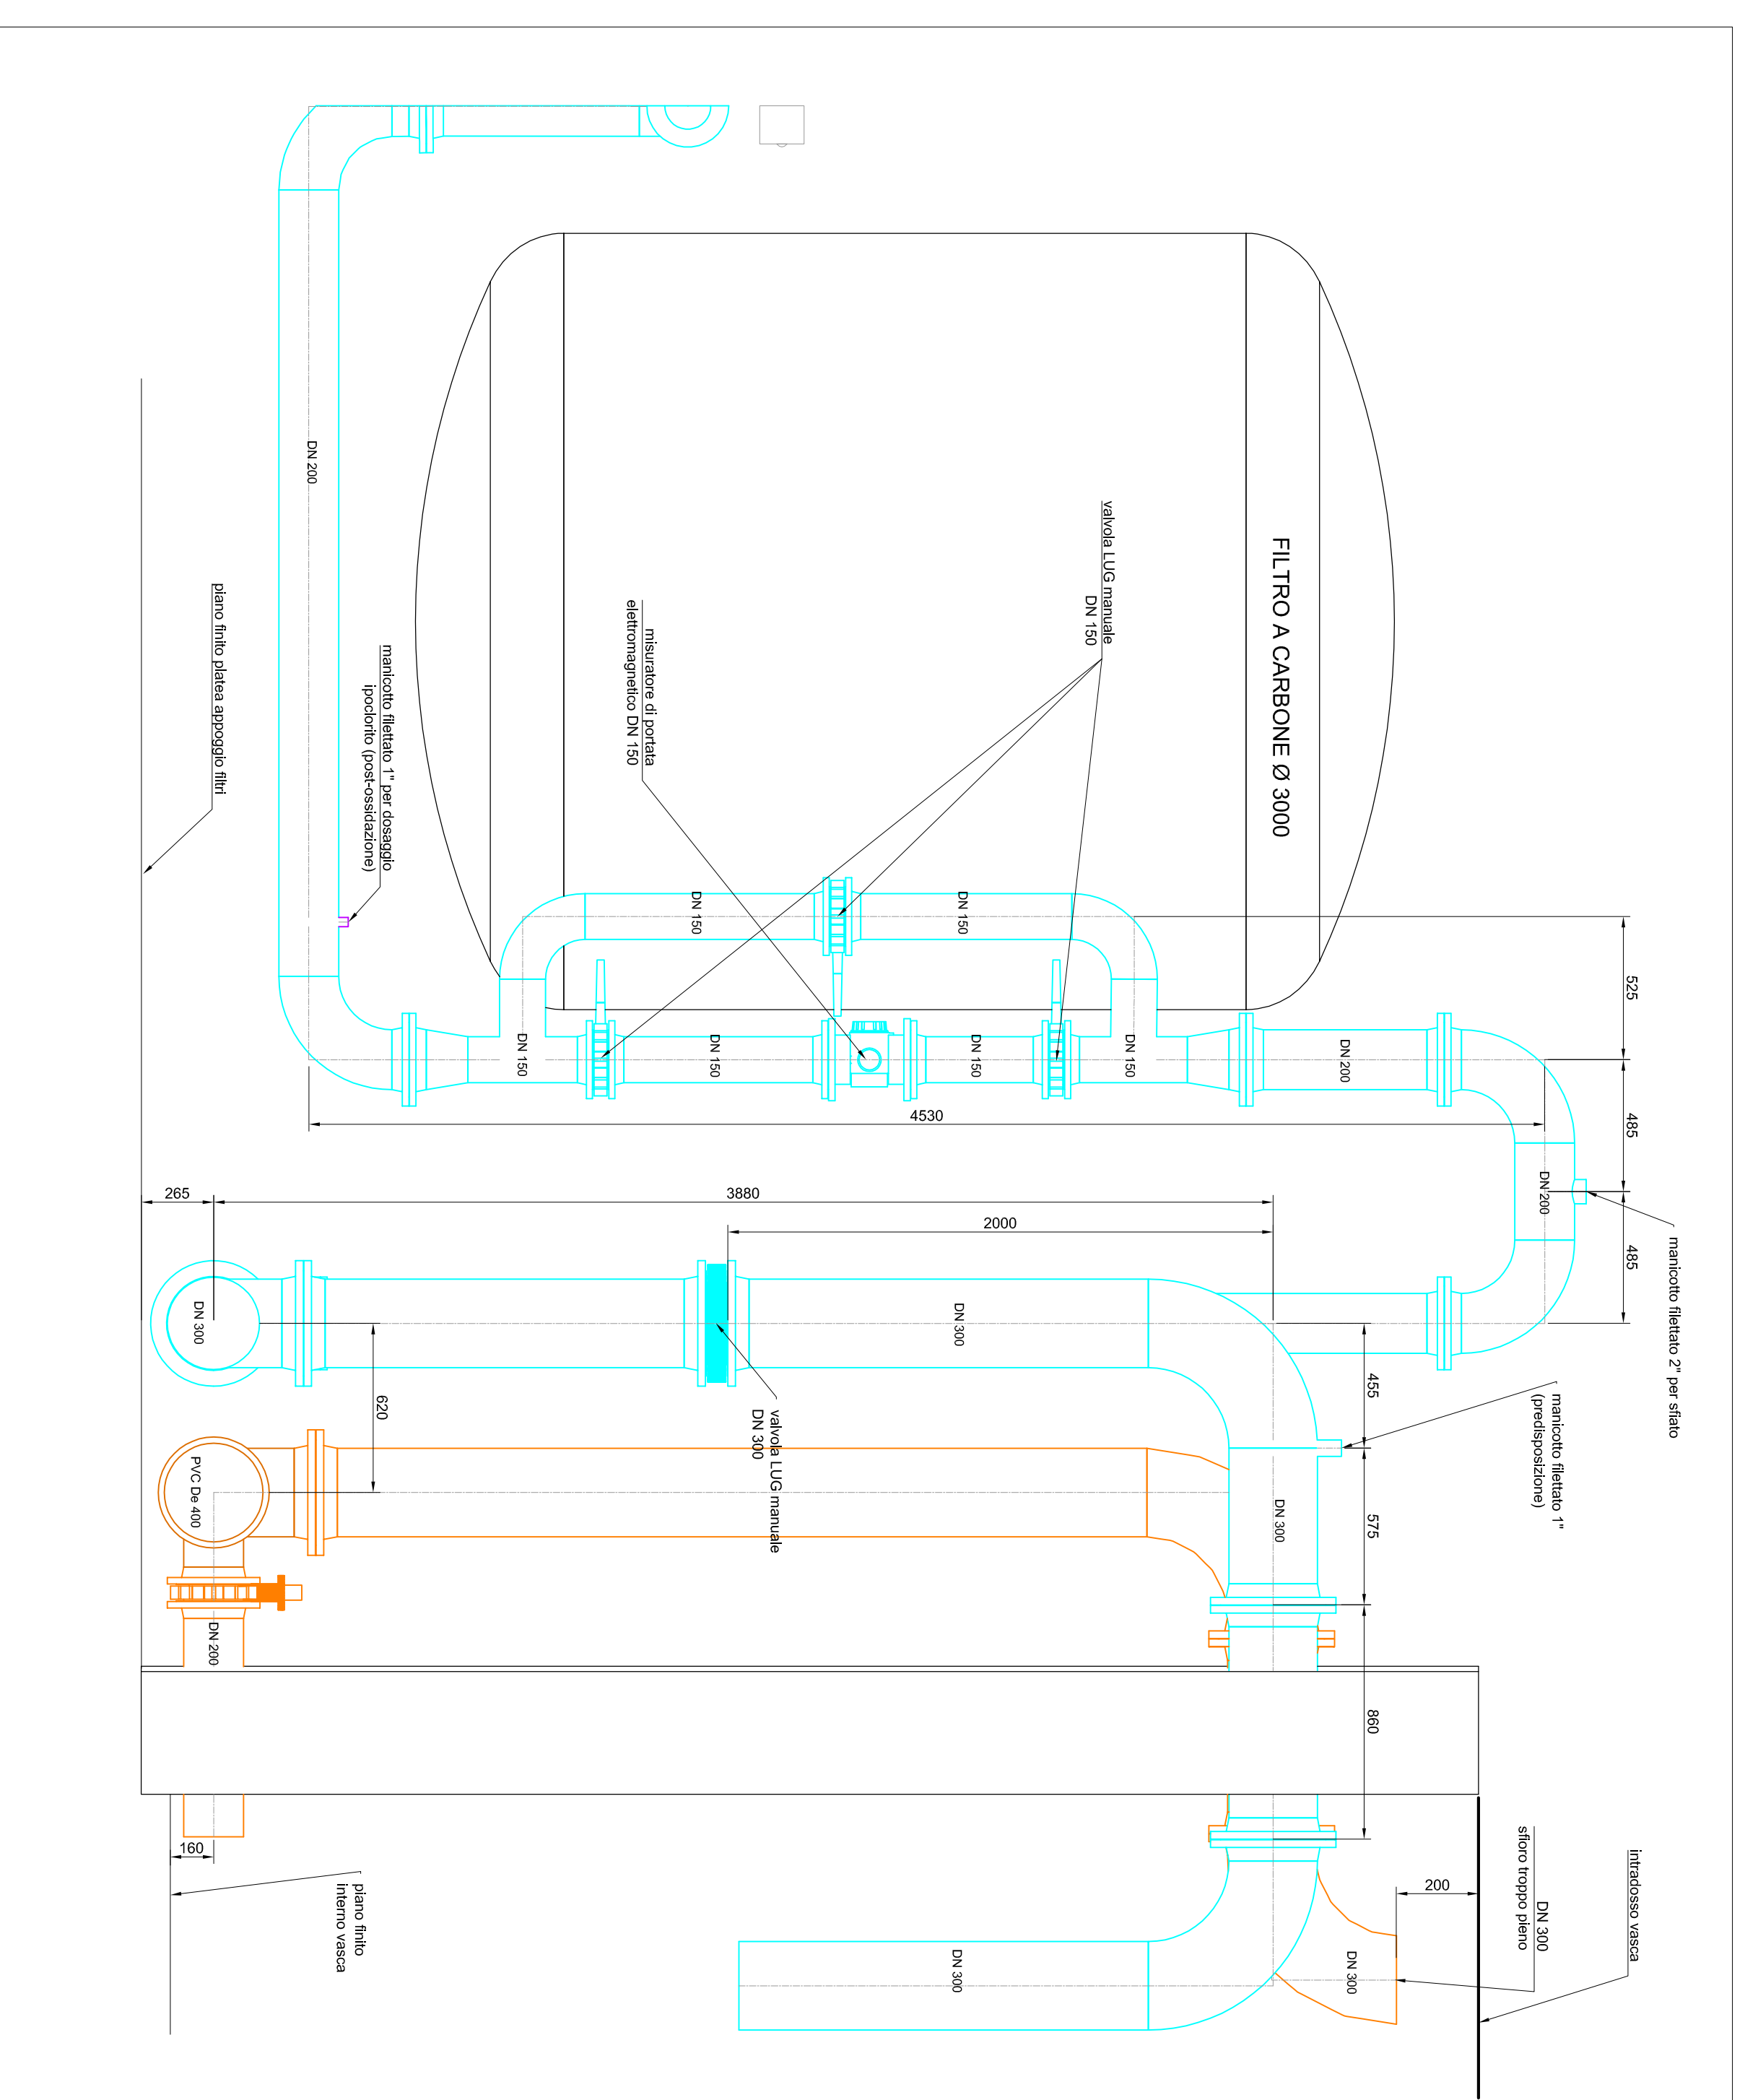 intradosso vasca
DN 300
sfioro troppo pieno
200
manicotto filettato 2" per sfiato
manicotto filettato 1"
(predisposizione)
525
485
485
455
575
860
DN 200
DN 200
FILTRO A CARBONE Ø 3000
valvola LUG manuale
DN 150
misuratore di portata
elettromagnetico DN 150
DN 150
DN 150
DN 150
DN 150
DN 150
DN 150
4530
3880
2000
265
DN 300
DN 300
DN 300
DN 300
valvola LUG manuale
DN 300
620
DN 200
manicotto filettato 1" per dosaggio
ipoclorito (post-ossidazione)
piano finito platea appoggio filtri
DN 300
PVC De 400
DN 200
160
piano finito
interno vasca